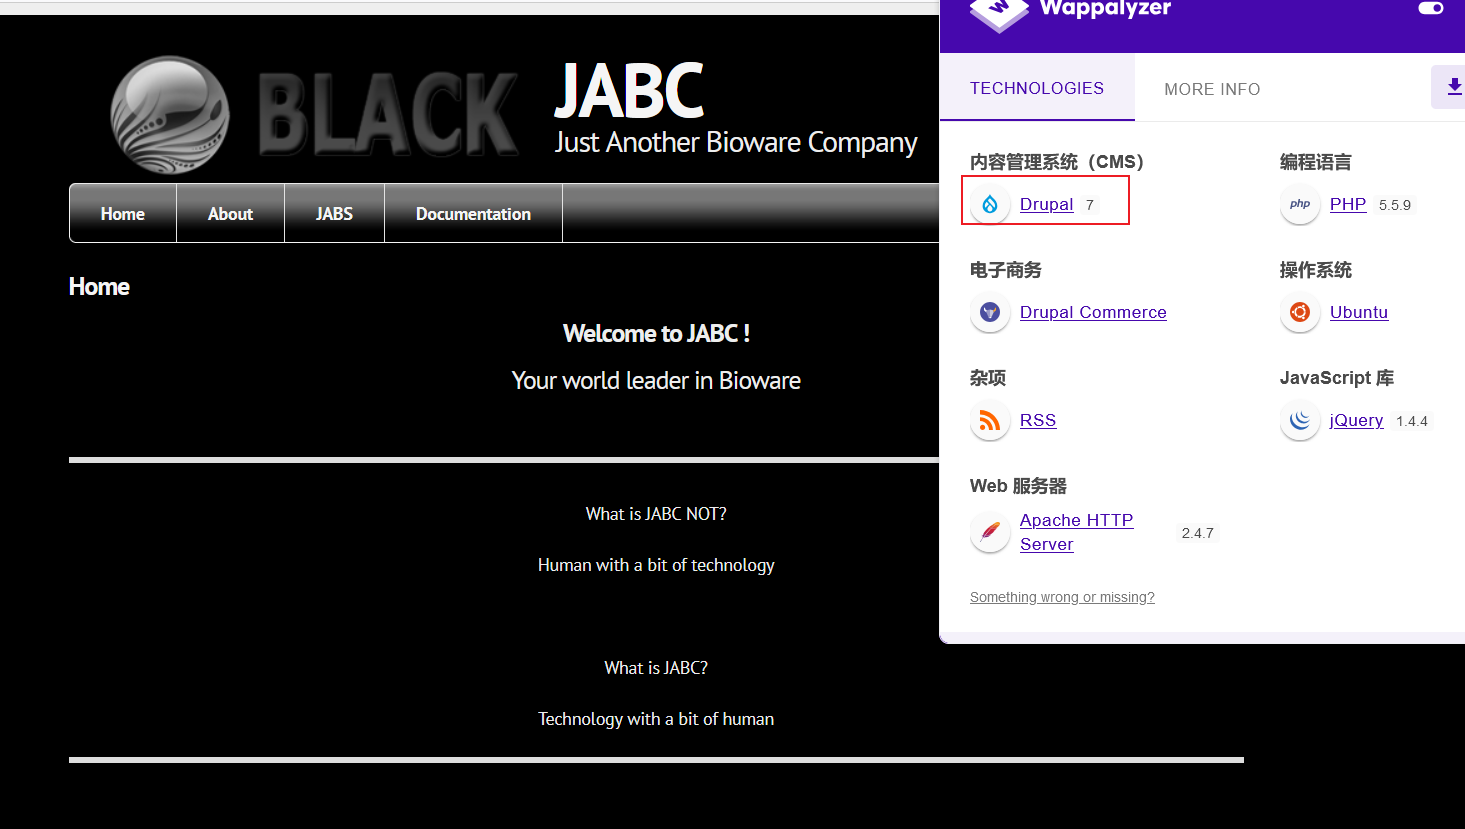 BLACK
JABC
Just Another Bioware Company
Home
About
JABS
Documentation
Home
Welcome to JABC !
Your world leader in Bioware
What is JABC NOT?
Human with a bit of technology
What is JABC?
Technology with a bit of human
Wappalyzer
TECHNOLOGIES
MORE INFO
内容管理系统（CMS）
Drupal 7
编程语言
php PHP 5.5.9
电子商务
Drupal Commerce
操作系统
Ubuntu
杂项
RSS
JavaScript 库
jQuery 1.4.4
Web 服务器
Apache HTTP
Server
2.4.7
Something wrong or missing?